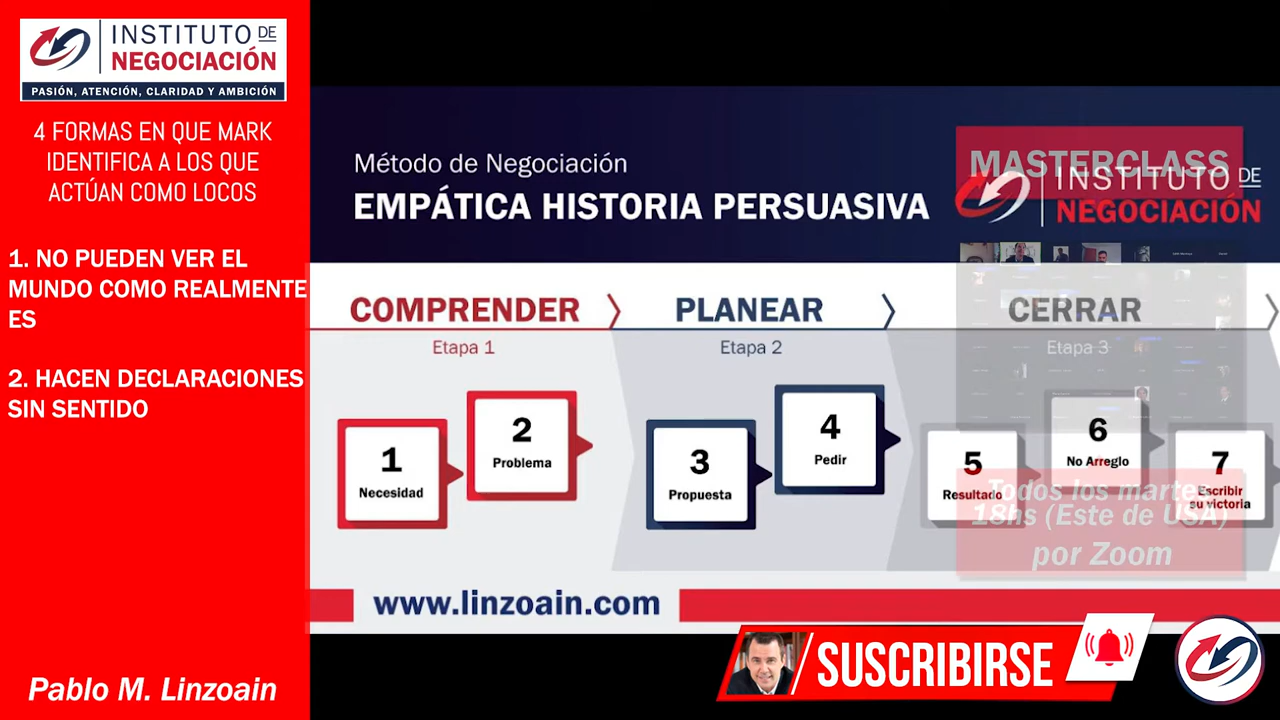 INSTITUTO DE
NEGOCIACIÓN
PASIÓN, ATENCIÓN, CLARIDAD Y AMBICIÓN
4 FORMAS EN QUE MARK
IDENTIFICA A LOS QUE
ACTÚAN COMO LOCOS
1. NO PUEDEN VER EL
MUNDO COMO REALMENTE
ES
2. HACEN DECLARACIONES
SIN SENTIDO
Pablo M. Linzoain
Método de Negociación
EMPÁTICA HISTORIA PERSUASIVA
MASTERCLASS
INSTITUTO DE
NEGOCIACIÓN
COMPRENDER
Etapa 1
PLANEAR
Etapa 2
CERRAR
Etapa 3
1
Necesidad
2
Problema
3
Propuesta
4
Pedir
5
Resultado
6
No Arreglo
7
Escribir
su victoria
Todos los martes
18hs (Este de USA)
por Zoom
www.linzoain.com
SUSCRIBIRSE